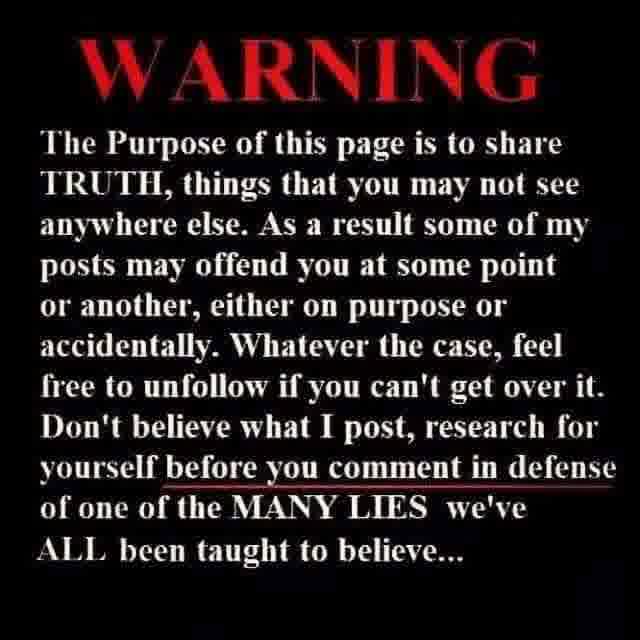 WARNING
The Purpose of this page is to share
TRUTH, things that you may not see
anywhere else. As a result some of my
posts may offend you at some point
or another, either on purpose or
accidentally. Whatever the case, feel
free to unfollow if you can't get over it.
Don't believe what I post, research for
yourself before you comment in defense
of one of the MANY LIES we've
ALL been taught to believe...